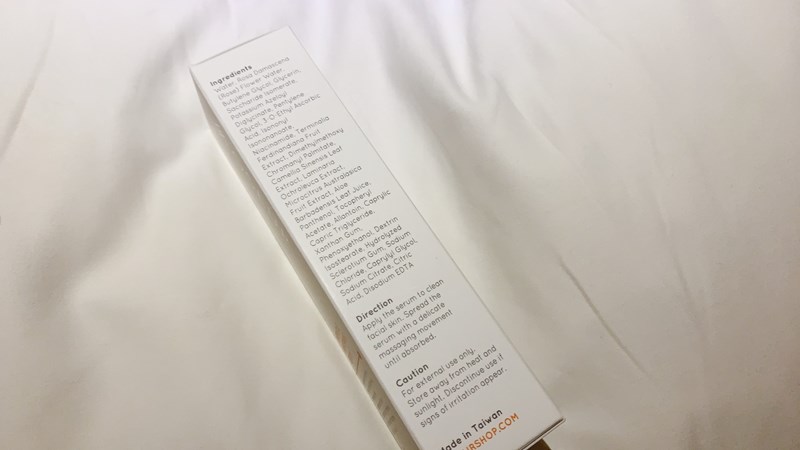 Ingredients
Water, Rosa Damascena
(Rose) Flower Water,
Butylene Glycol, Glycerin,
Saccharide Isomerate,
Potassium Azeloyl
Diglycinate, Pentylene
Glycol, 3-O-Ethyl Ascorbic
Acid, Isononyl
Isononanoate,
Niacinamide, Terminalia
Ferdinandiana Fruit
Extract, Dimethylmethoxy
Chromanyl Palmitate,
Camellia Sinensis Leaf
Extract, Laminaria
Ochroleuca Extract,
Microcitrus Australasica
Fruit Extract, Aloe
Barbadensis Leaf Juice,
Panthenol, Tocopheryl
Acetate, Allantoin, Caprylic
Capric Triglyceride,
Xanthan Gum,
Phenoxyethanol, Dextrin
Isostearate, Hydrolyzed
Sclerotium Gum, Sodium
Chloride, Caprylyl Glycol,
Sodium Citrate, Citric
Acid, Disodium EDTA
Direction
Apply the serum to clean
facial skin. Spread the
serum with a delicate
massaging movement
until absorbed.
Caution
For external use only.
Store away from heat and
sunlight. Discontinue use if
signs of irritation appear.
Made in Taiwan
RSHOP.COM